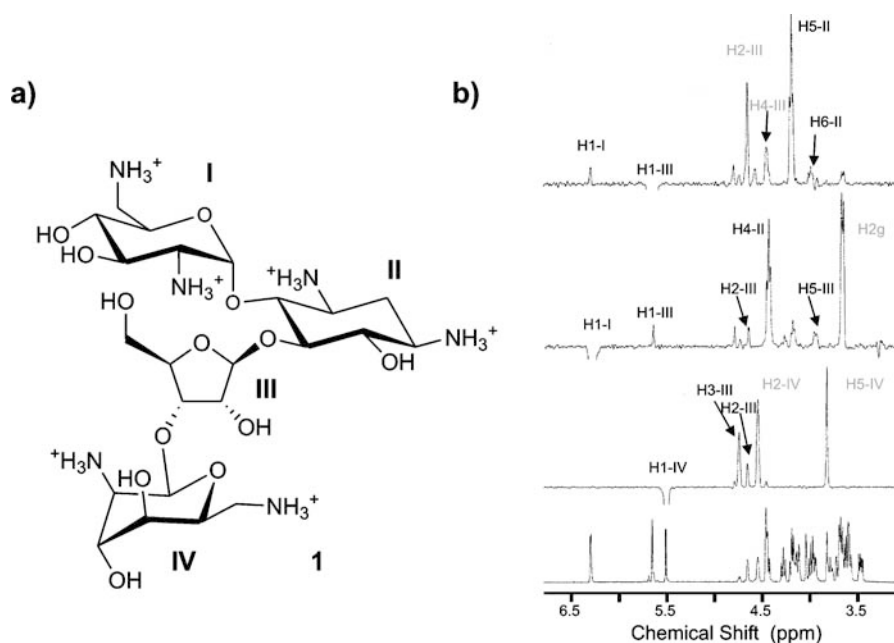 a)
I
NH₃⁺
HO
HO
NH₃⁺
O
O
H₃N⁺
II
NH₃⁺
OH
HO
O
O
III
O
OH
⁺H₃N
HO
O
NH₃⁺
OH
IV
1
b)
H5-II
H2-III
H4-III
H6-II
H1-I
H1-III
H4-II
H2g
H1-III
H2-III
H5-III
H1-I
H3-III
H2-III
H2-IV
H5-IV
H1-IV
6.5 5.5 4.5 3.5
Chemical Shift (ppm)